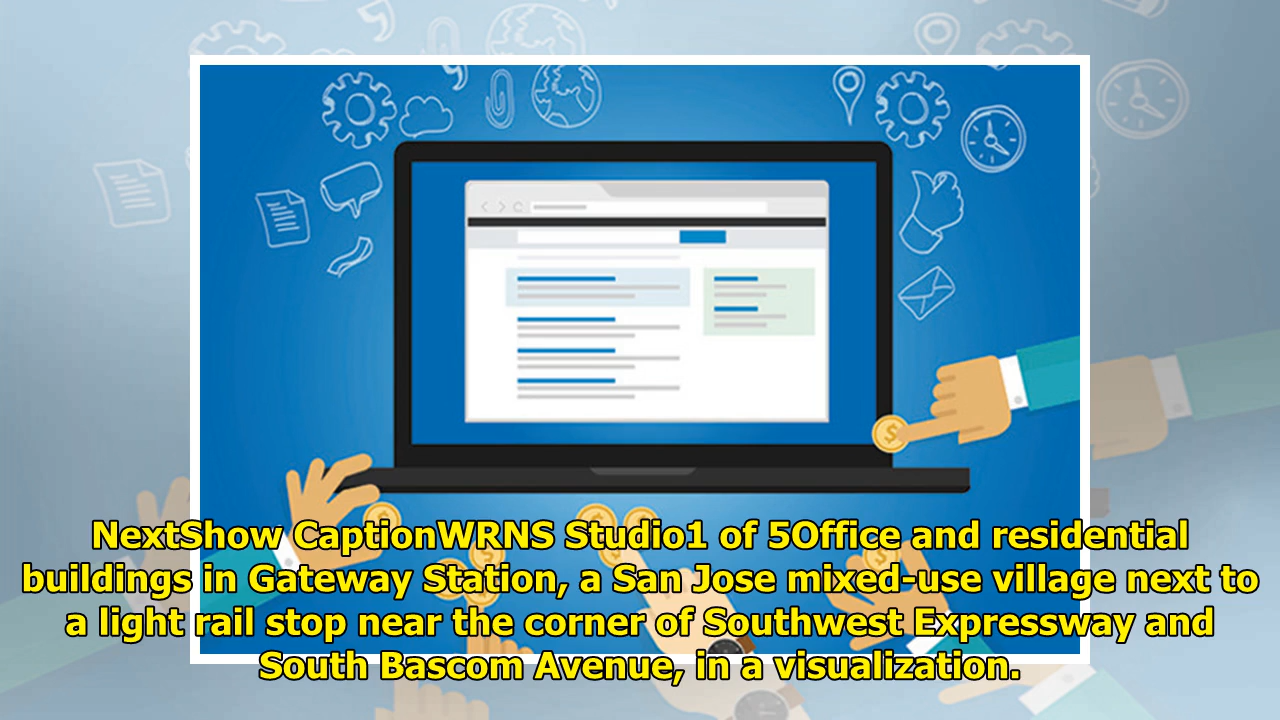 NextShow CaptionWRNS Studio1 of 5Office and residential
buildings in Gateway Station, a San Jose mixed-use village next to
a light rail stop near the corner of Southwest Expressway and
South Bascom Avenue, in a visualization.